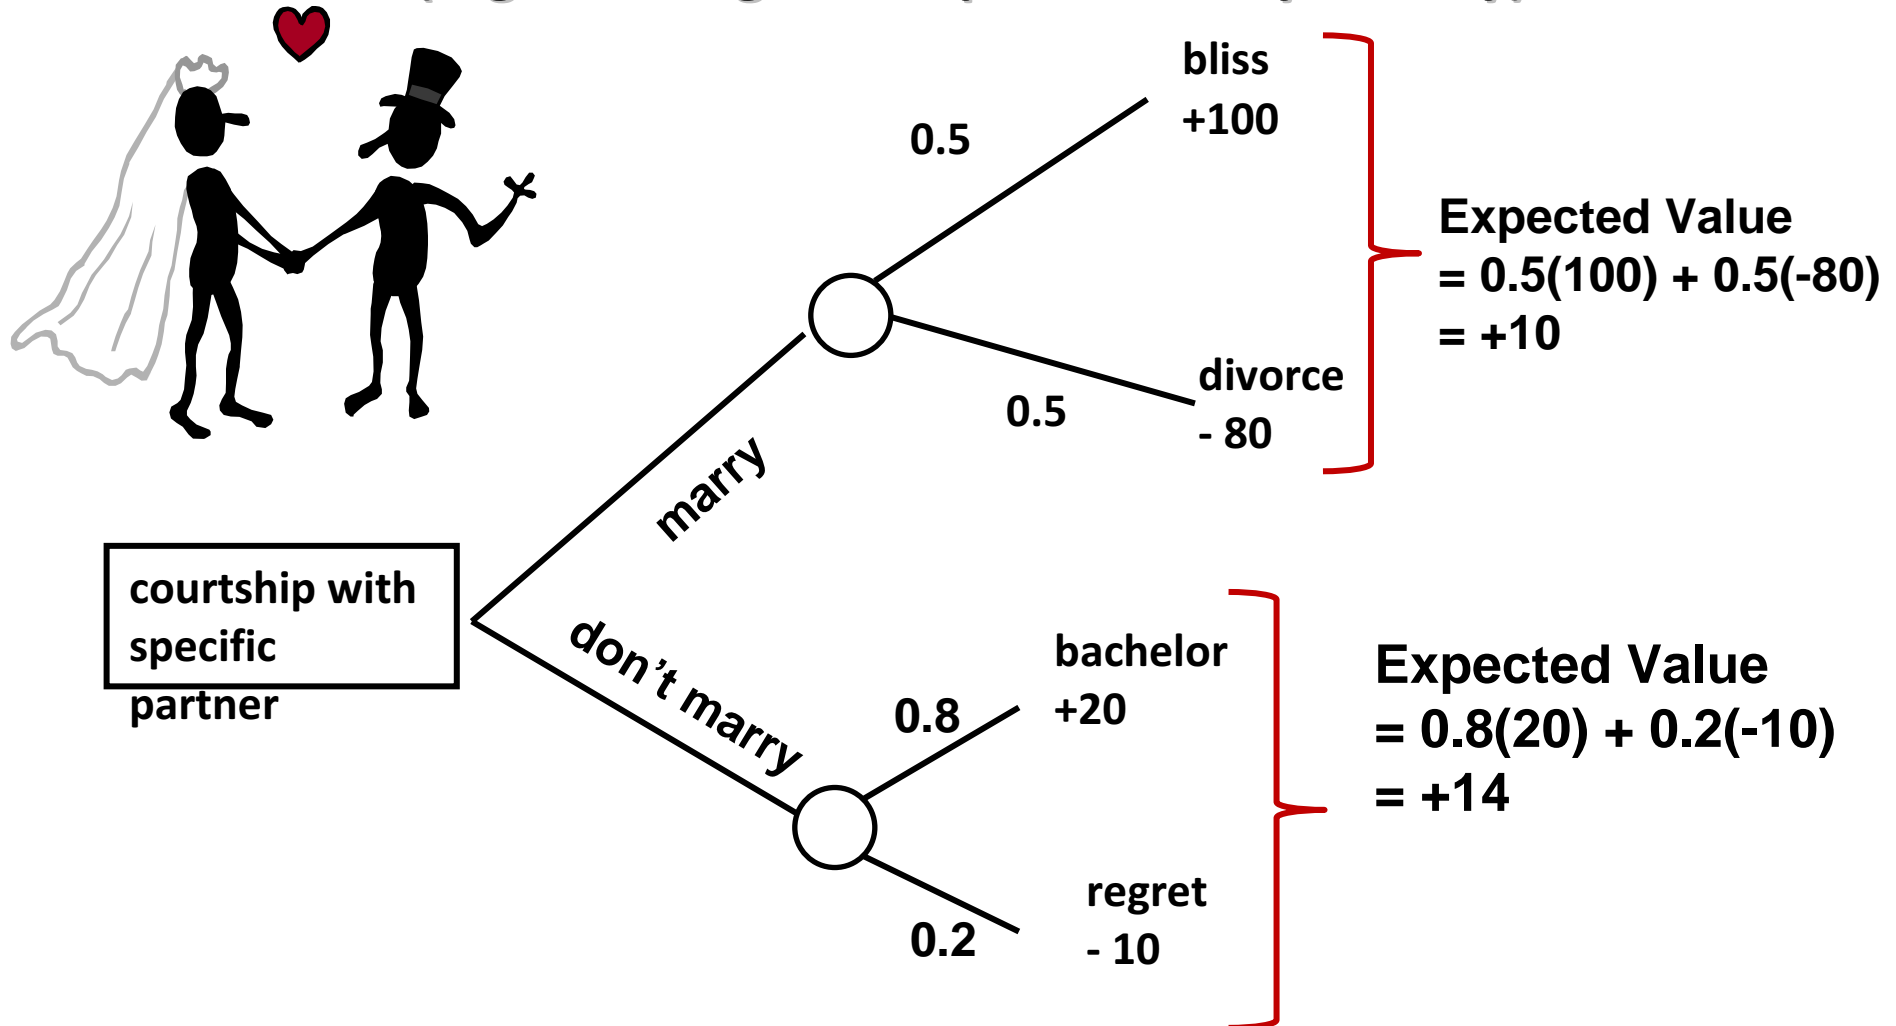 bliss
+100
0.5
Expected Value
= 0.5(100) + 0.5(-80)
= +10
divorce
- 80
0.5
marry
courtship with
specific
partner
don't marry
bachelor
+20
0.8
Expected Value
= 0.8(20) + 0.2(-10)
= +14
regret
- 10
0.2